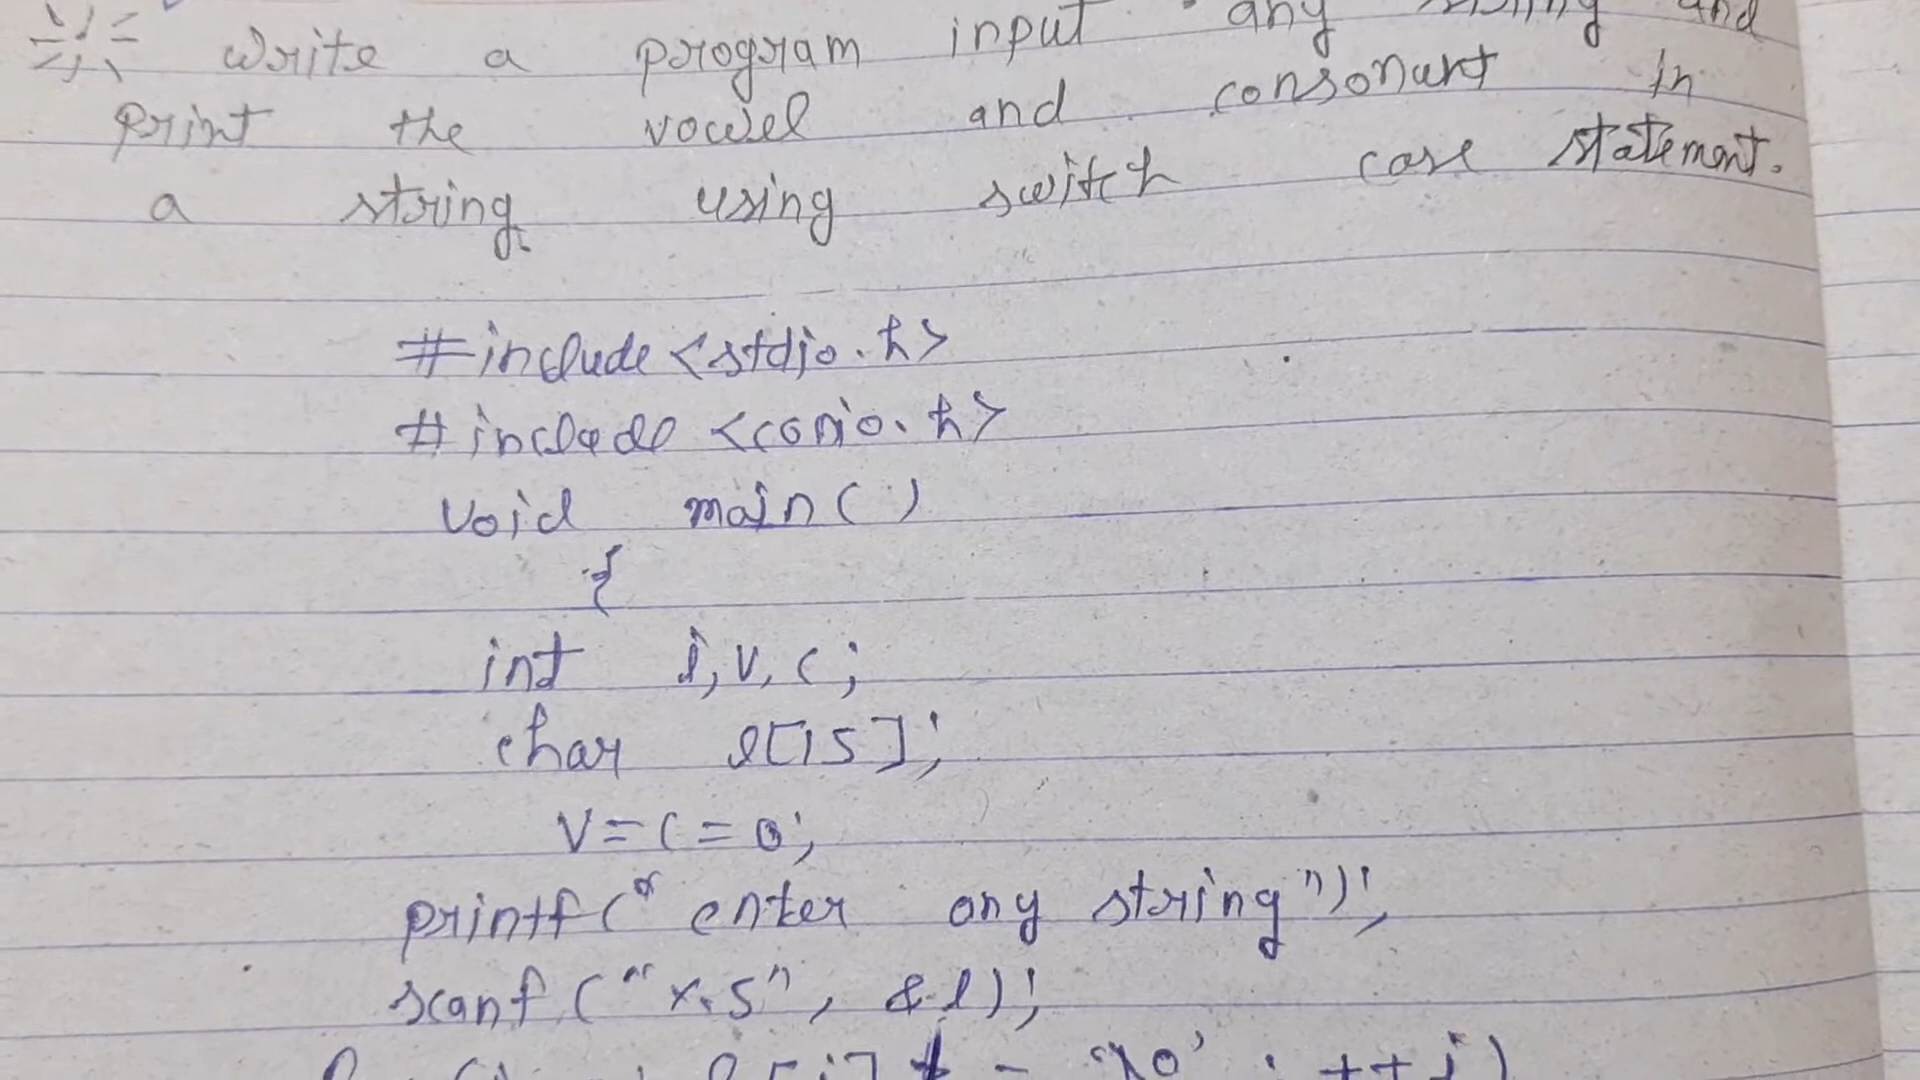 write a program input any string and
print the vowel and consonant in
a string using switch case statement.
#include <stdio.h>
#include <conio.h>
void main( )
{
int i, v, c;
char l[15];
v = c = 0;
printf (" enter any string");
scanf ("%s", &l);